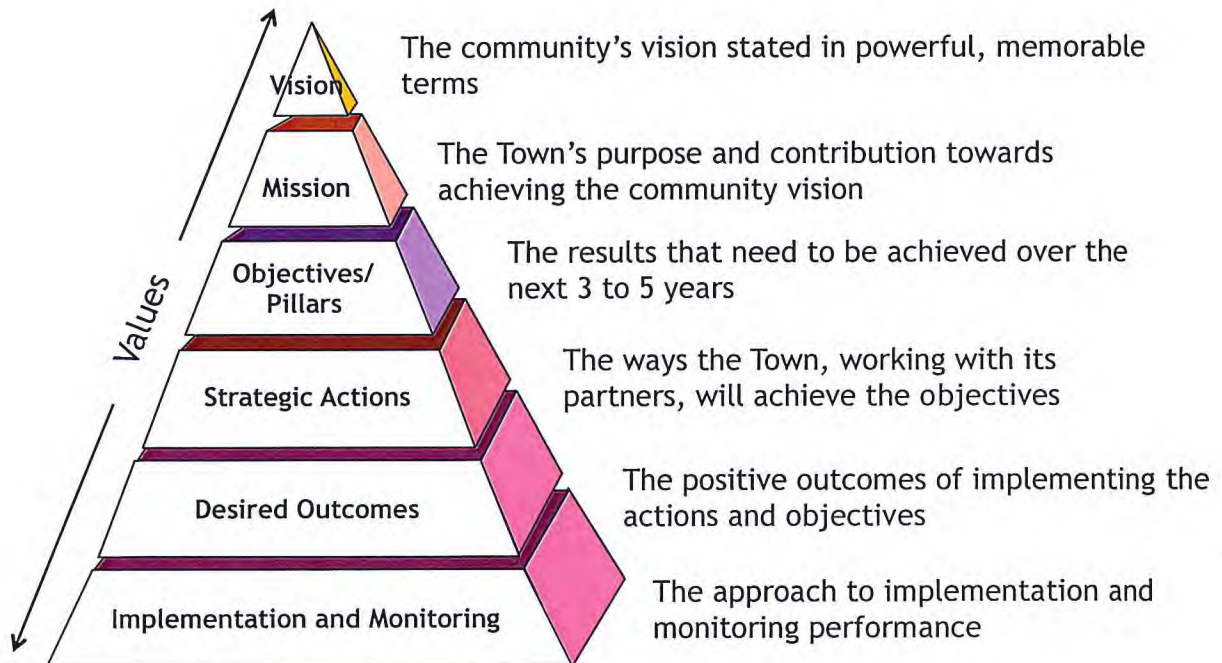 Vision
The community’s vision stated in powerful, memorable
terms
Mission
The Town’s purpose and contribution towards
achieving the community vision
Objectives/
Pillars
The results that need to be achieved over the
next 3 to 5 years
Values
Strategic Actions
The ways the Town, working with its
partners, will achieve the objectives
Desired Outcomes
The positive outcomes of implementing the
actions and objectives
Implementation and Monitoring
The approach to implementation and
monitoring performance